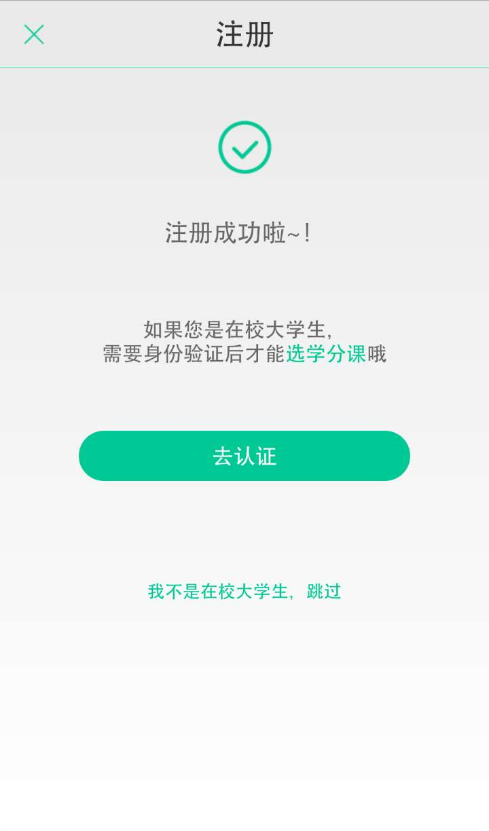 注册
注册成功啦~!
如果您是在校大学生,
需要身份验证后才能选学分课哦
去认证
我不是在校大学生, 跳过